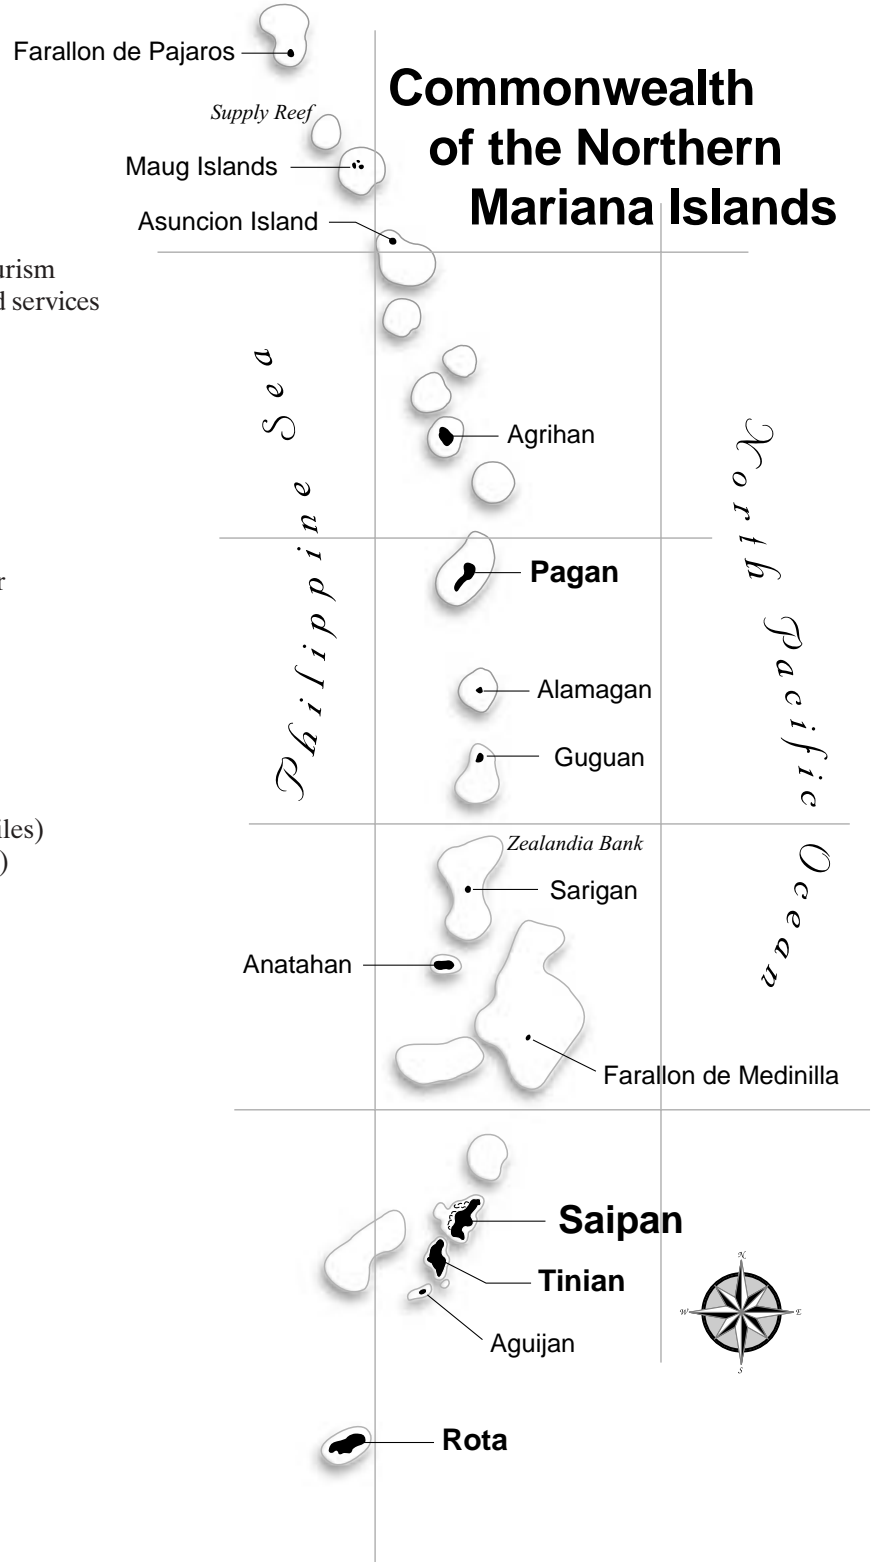 Farallon de Pajaros
Commonwealth
of the Northern
Mariana Islands
Supply Reef
Maug Islands
Asuncion Island
urism
services
Philippine Sea
North Pacific Ocean
Agrihan
r
Pagan
Alamagan
Guguan
iles)
)
Zealandia Bank
Sarigan
Anatahan
Farallon de Medinilla
Saipan
Tinian
N
W
E
S
Aguijan
Rota